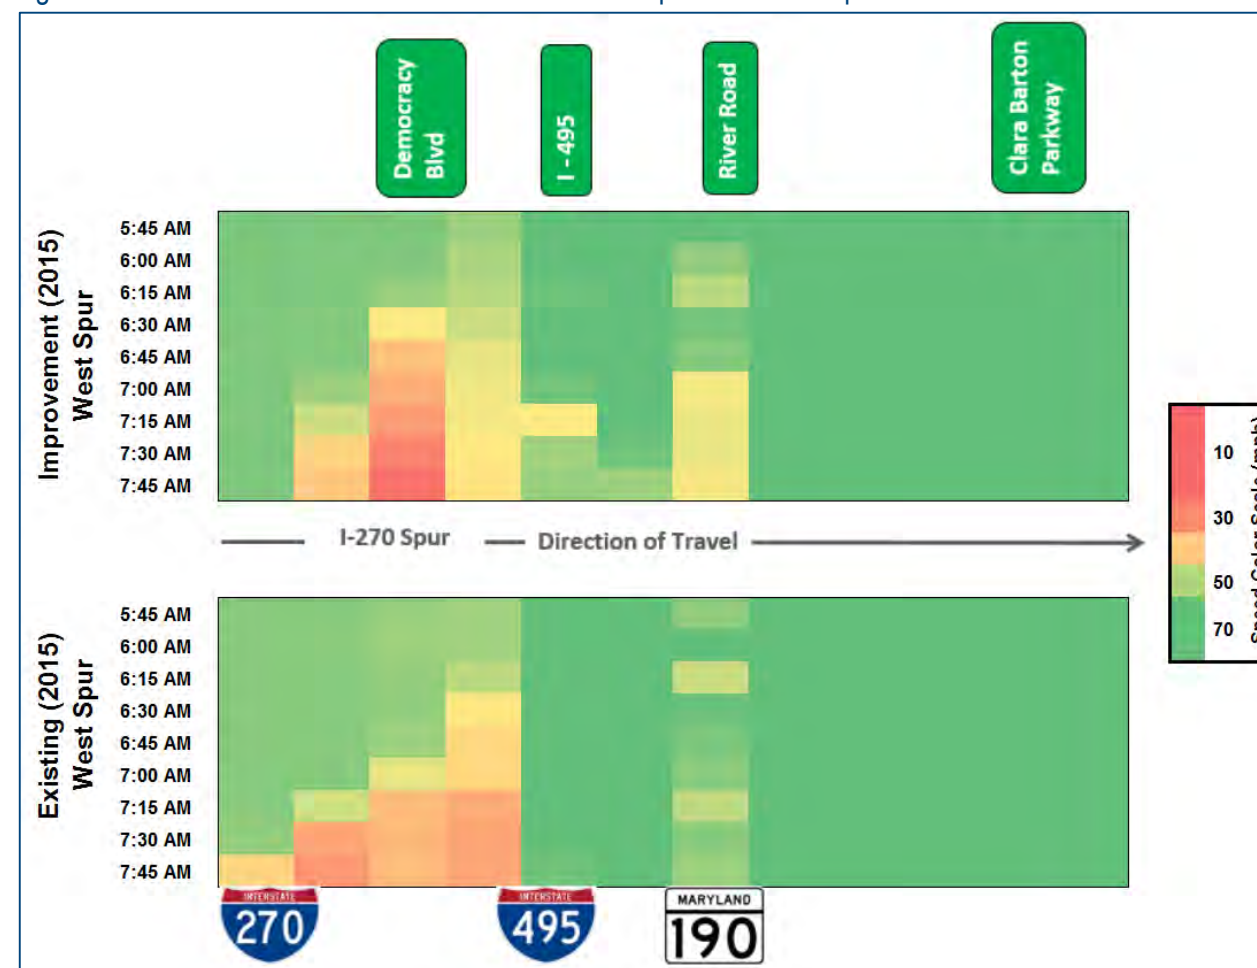 Democracy
Blvd
I - 495
River Road
Clara Barton
Parkway
Improvement (2015)
West Spur
5:45 AM
6:00 AM
6:15 AM
6:30 AM
6:45 AM
7:00 AM
7:15 AM
7:30 AM
7:45 AM
10
30
50
70
I-270 Spur
Direction of Travel
Existing (2015)
West Spur
5:45 AM
6:00 AM
6:15 AM
6:30 AM
6:45 AM
7:00 AM
7:15 AM
7:30 AM
7:45 AM
INTERSTATE
270
INTERSTATE
495
MARYLAND
190